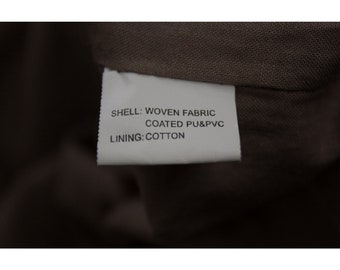 SHELL: WOVEN FABRIC
COATED PU&PVC
LINING: COTTON